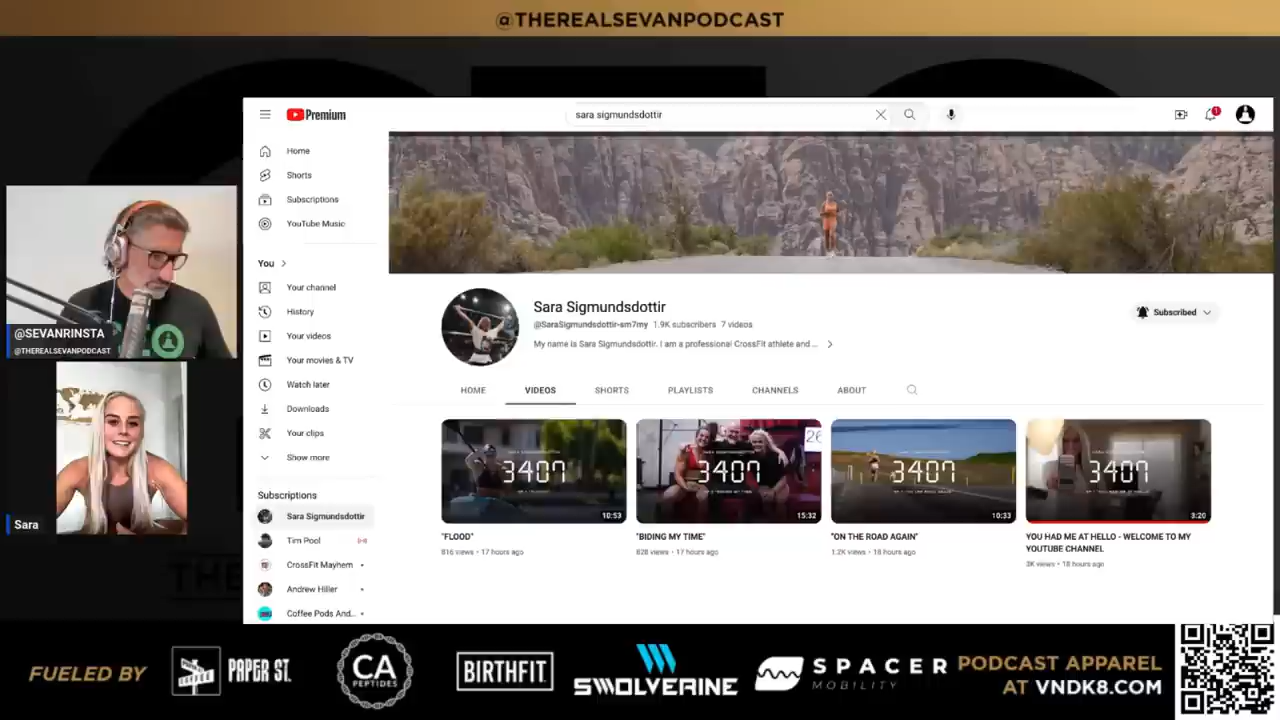 @THEREALSEVANPODCAST
Premium
sara sigmundsdottir
1
Home
Shorts
Subscriptions
YouTube Music
You
Your channel
History
Your videos
Your movies & TV
Watch later
Downloads
Your clips
Show more
Subscriptions
Sara Sigmundsdottir
Tim Pool
CrossFit Mayhem
Andrew Hiller
Coffee Pods And...
Sara Sigmundsdottir
@SaraSigmundsdottir-sm7my 1.9K subscribers 7 videos
My name is Sara Sigmundsdottir. I am a professional CrossFit athlete and ...
Subscribed
HOME VIDEOS SHORTS PLAYLISTS CHANNELS ABOUT
3407
10:53
"FLOOD"
816 views • 17 hours ago
26
3407
15:32
"BIDING MY TIME"
828 views • 17 hours ago
3407
10:33
"ON THE ROAD AGAIN"
1.2K views • 18 hours ago
3407
3:20
YOU HAD ME AT HELLO - WELCOME TO MY
YOUTUBE CHANNEL
3K views • 18 hours ago
@SEVANRINSTA
@THEREALSEVANPODCAST
Sara
FUELED BY
PAPER ST.
CA
PEPTIDES
BIRTHFIT
SWOLVERINE
SPACER
MOBILITY
PODCAST APPAREL
AT VNDK8.COM